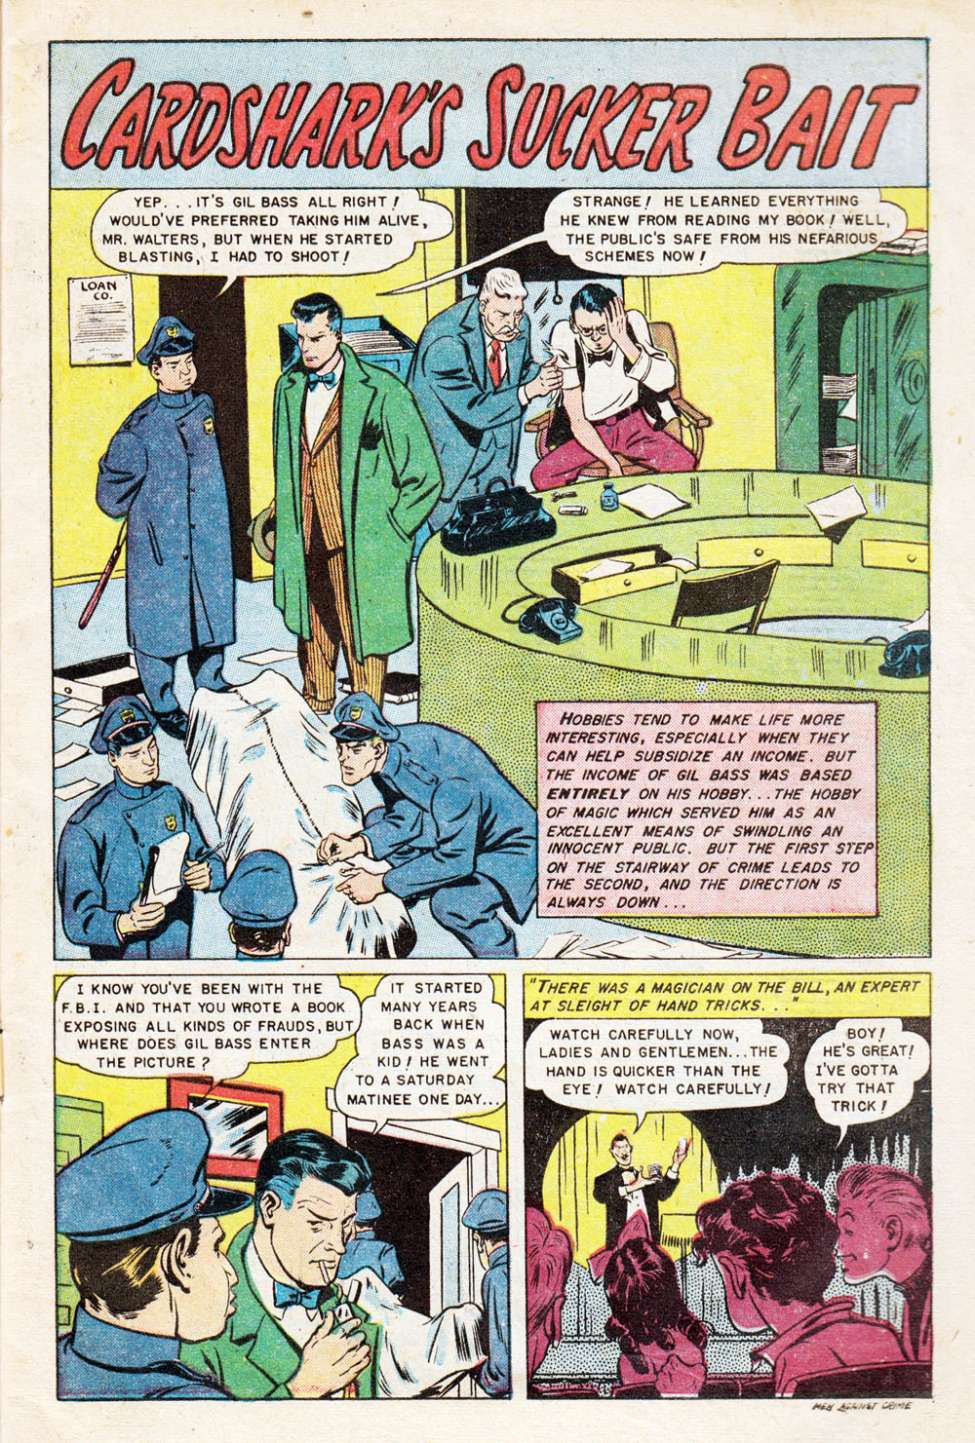 CARDSHARK'S SUCKER BAIT
YEP. . . IT'S GIL BASS ALL RIGHT!
WOULD'VE PREFERRED TAKING HIM ALIVE,
MR. WALTERS, BUT WHEN HE STARTED
BLASTING, I HAD TO SHOOT!
STRANGE! HE LEARNED EVERYTHING
HE KNEW FROM READING MY BOOK! WELL,
THE PUBLIC'S SAFE FROM HIS NEFARIOUS
SCHEMES NOW!
LOAN
CO.
HOBBIES TEND TO MAKE LIFE MORE
INTERESTING, ESPECIALLY WHEN THEY
CAN HELP SUBSIDIZE AN INCOME. BUT
THE INCOME OF GIL BASS WAS BASED
ENTIRELY ON HIS HOBBY...THE HOBBY
OF MAGIC WHICH SERVED HIM AS AN
EXCELLENT MEANS OF SWINDLING AN
INNOCENT PUBLIC. BUT THE FIRST STEP
ON THE STAIRWAY OF CRIME LEADS TO
THE SECOND, AND THE DIRECTION IS
ALWAYS DOWN...
I KNOW YOU'VE BEEN WITH THE
F.B.I. AND THAT YOU WROTE A BOOK
EXPOSING ALL KINDS OF FRAUDS, BUT
WHERE DOES GIL BASS ENTER
THE PICTURE?
IT STARTED
MANY YEARS
BACK WHEN
BASS WAS A
KID! HE WENT
TO A SATURDAY
MATINEE ONE DAY...
"THERE WAS A MAGICIAN ON THE BILL, AN EXPERT
AT SLEIGHT OF HAND TRICKS. . ."
WATCH CAREFULLY NOW,
LADIES AND GENTLEMEN...THE
HAND IS QUICKER THAN THE
EYE! WATCH CAREFULLY!
BOY!
HE'S GREAT!
I'VE GOTTA
TRY THAT
TRICK!
MEN AGAINST CRIME